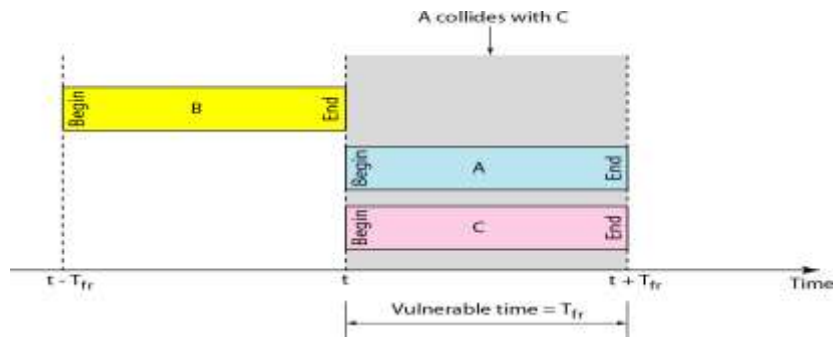 A collides with C
Begin B End
Begin A End
Begin C End
t - Tfr t t + Tfr Time
Vulnerable time = Tfr